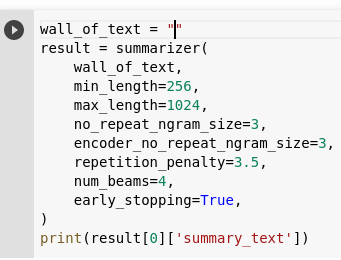 wall_of_text = ""
result = summarizer(
    wall_of_text,
    min_length=256,
    max_length=1024,
    no_repeat_ngram_size=3,
    encoder_no_repeat_ngram_size=3,
    repetition_penalty=3.5,
    num_beams=4,
    early_stopping=True,
)
print(result[0]['summary_text'])